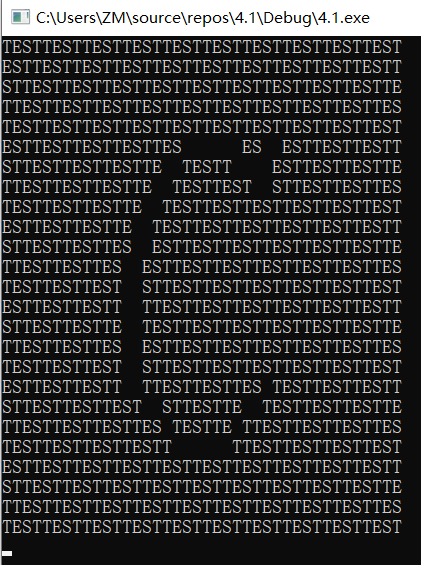 C:\Users\ZM\source\repos\4.1\Debug\4.1.exe
TESTTESTTESTTESTTESTTESTTESTTESTTESTTEST
ESTTESTTESTTESTTESTTESTTESTTESTTESTTESTT
STTESTTESTTESTTESTTESTTESTTESTTESTTESTTE
TTESTTESTTESTTESTTESTTESTTESTTESTTESTTES
TESTTESTTESTTESTTESTTESTTESTTESTTESTTEST
ESTTESTTESTTESTTES      ES  ESTTESTTESTT
STTESTTESTTESTTE  TESTT    ESTTESTTESTTE
TTESTTESTTESTTE  TESTTEST  STTESTTESTTES
TESTTESTTESTTE  TESTTESTTESTTESTTESTTEST
ESTTESTTESTTE  TESTTESTTESTTESTTESTTESTT
STTESTTESTTES  ESTTESTTESTTESTTESTTESTTE
TTESTTESTTES  ESTTESTTESTTESTTESTTESTTES
TESTTESTTEST  STTESTTESTTESTTESTTESTTEST
ESTTESTTESTT  TTESTTESTTESTTESTTESTTESTT
STTESTTESTTE  TESTTESTTESTTESTTESTTESTTE
TTESTTESTTES  ESTTESTTESTTESTTESTTESTTES
TESTTESTTEST  STTESTTESTTESTTESTTESTTEST
ESTTESTTESTT  TTESTTESTTES TESTTESTTESTT
STTESTTESTTEST  STTESTTE  TESTTESTTESTTE
TTESTTESTTESTTES TESTTE TTESTTESTTESTTES
TESTTESTTESTTESTT      TTESTTESTTESTTEST
ESTTESTTESTTESTTESTTESTTESTTESTTESTTESTT
STTESTTESTTESTTESTTESTTESTTESTTESTTESTTE
TTESTTESTTESTTESTTESTTESTTESTTESTTESTTES
TESTTESTTESTTESTTESTTESTTESTTESTTESTTEST